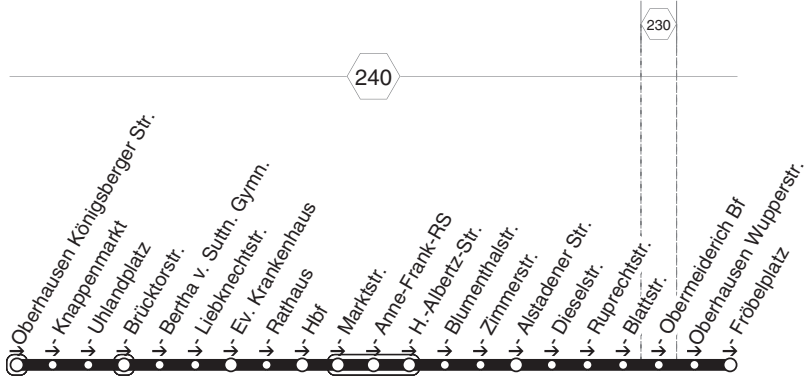 230
240
Oberhausen Königsberger Str.
Knappenmarkt
Uhlandplatz
Brücktorstr.
Bertha v. Suttn. Gymn.
Liebknechtstr.
Ev. Krankenhaus
Rathaus
Hbf
Marktstr.
Anne-Frank-RS
H.-Albertz-Str.
Blumenthalstr.
Zimmerstr.
Alstadener Str.
Dieselstr.
Ruprechtstr.
Blattstr.
Obermeiderich Bf
Oberhausen Wupperstr.
Fröbelplatz